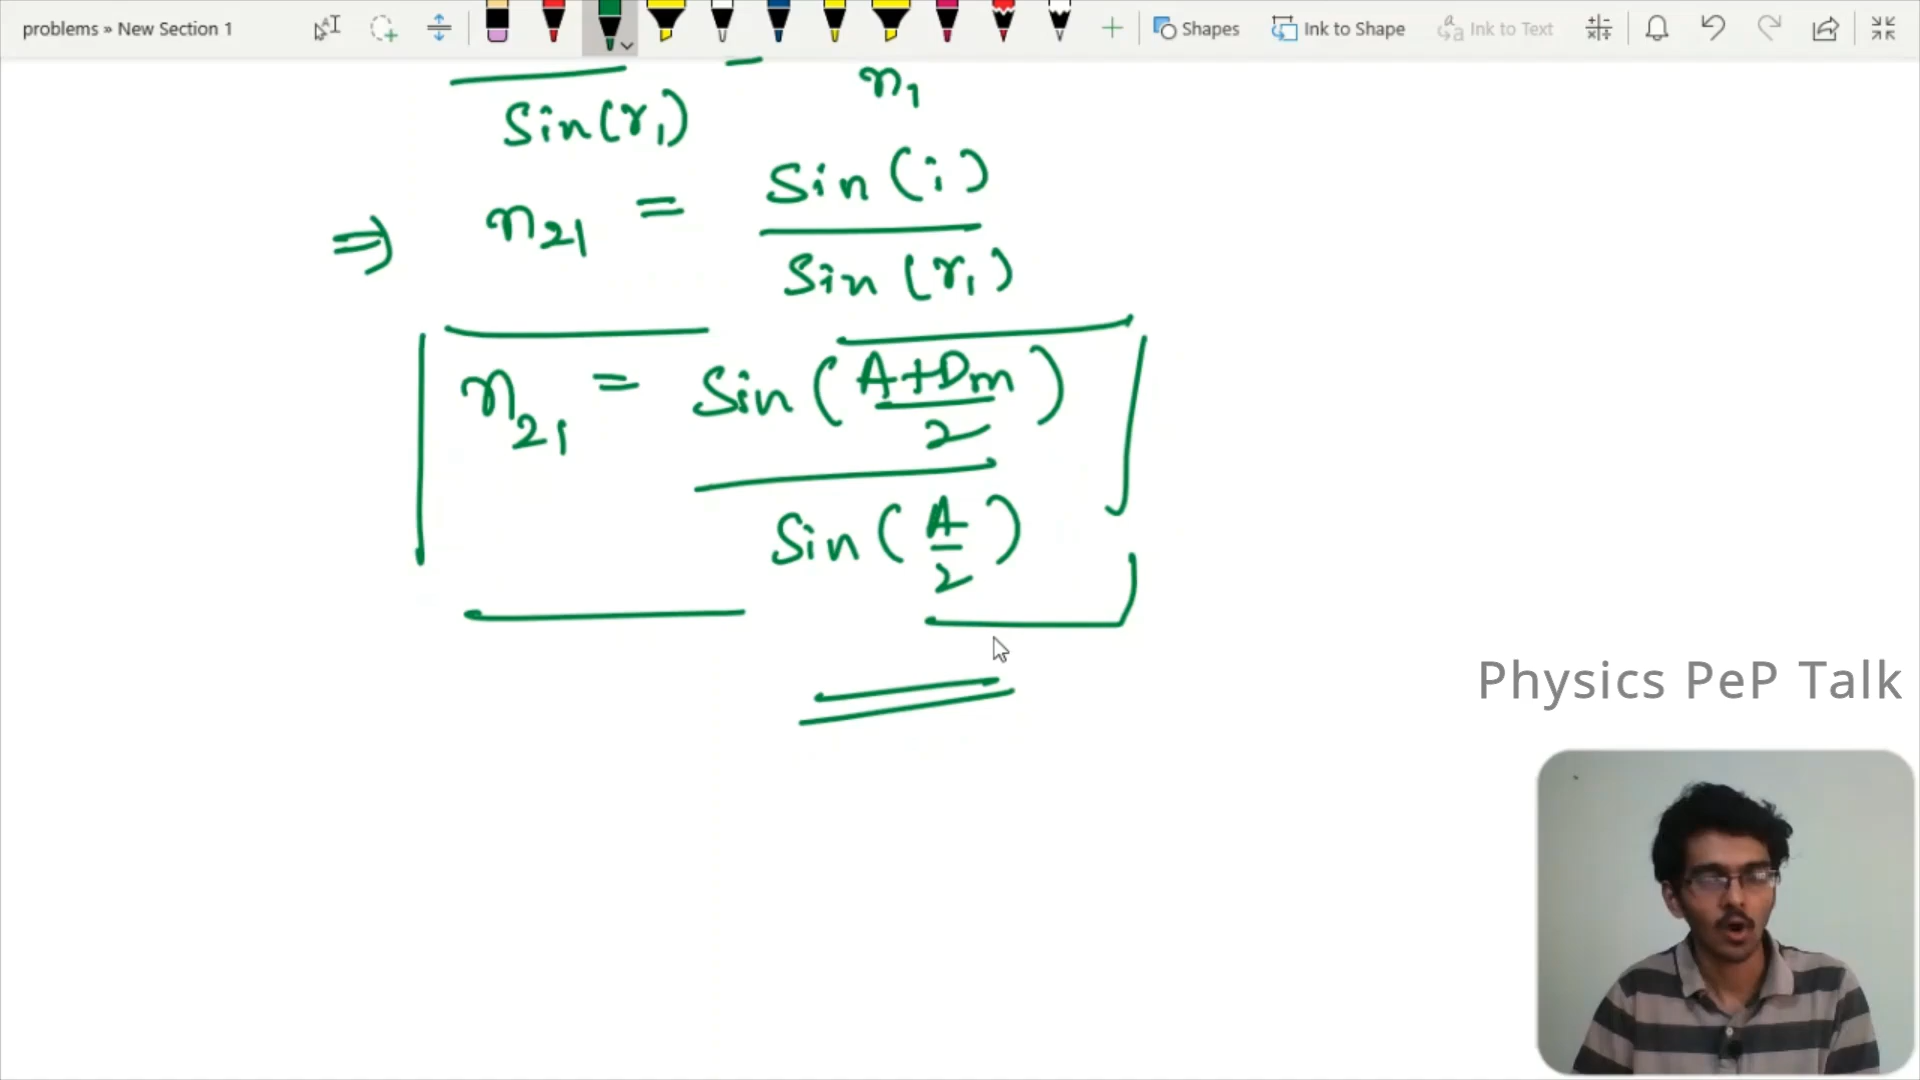 problems » New Section 1
Shapes
Ink to Shape
Ink to Text
Sin(r₁)
=
n₁
⇒ n₂₁ = Sin(i)
Sin(r₁)
n₂₁ = Sin(A+Dm
2)
Sin(A
2)
Physics PeP Talk